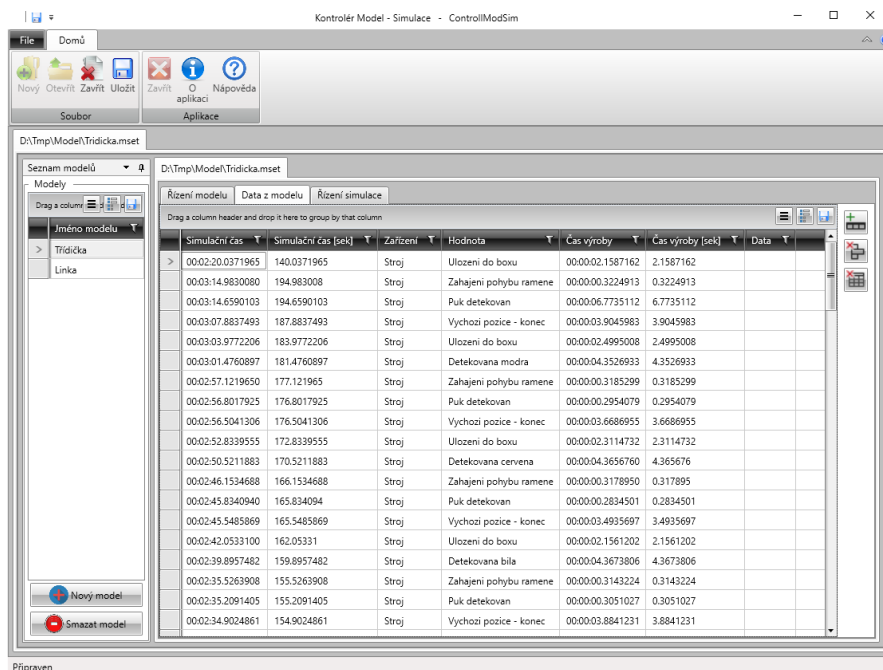 Kontrolér Model - Simulace - ControllModSim
File Domů
Nový Otevřít Zavřít Uložit Zavřít O aplikaci Nápověda
Soubor Aplikace
D:\Tmp\Model\Tridicka.mset
Seznam modelů D:\Tmp\Model\Tridicka.mset
Modely Řízení modelu Data z modelu Řízení simulace
Drag a column Drag a column header and drop it here to group by that column
Jméno modelu Simulační čas Simulační čas [sek] Zařízení Hodnota Čas výroby Čas výroby [sek] Data
Třídička
Linka
00:02:20.0371965 140.0371965 Stroj Ulozeni do boxu 00:00:02.1587162 2.1587162
00:03:14.9830080 194.983008 Stroj Zahajeni pohybu ramene 00:00:00.3224913 0.3224913
00:03:14.6590103 194.6590103 Stroj Puk detekovan 00:00:06.7735112 6.7735112
00:03:07.8837493 187.8837493 Stroj Vychozi pozice - konec 00:00:03.9045983 3.9045983
00:03:03.9772206 183.9772206 Stroj Ulozeni do boxu 00:00:02.4995008 2.4995008
00:03:01.4760897 181.4760897 Stroj Detekovana modra 00:00:04.3526933 4.3526933
00:02:57.1219650 177.121965 Stroj Zahajeni pohybu ramene 00:00:00.3185299 0.3185299
00:02:56.8017925 176.8017925 Stroj Puk detekovan 00:00:00.2954079 0.2954079
00:02:56.5041306 176.5041306 Stroj Vychozi pozice - konec 00:00:03.6686955 3.6686955
00:02:52.8339555 172.8339555 Stroj Ulozeni do boxu 00:00:02.3114732 2.3114732
00:02:50.5211883 170.5211883 Stroj Detekovana cervena 00:00:04.3656760 4.365676
00:02:46.1534688 166.1534688 Stroj Zahajeni pohybu ramene 00:00:00.3178950 0.317895
00:02:45.8340940 165.834094 Stroj Puk detekovan 00:00:00.2834501 0.2834501
00:02:45.5485869 165.5485869 Stroj Vychozi pozice - konec 00:00:03.4935697 3.4935697
00:02:42.0533100 162.05331 Stroj Ulozeni do boxu 00:00:02.1561202 2.1561202
00:02:39.8957482 159.8957482 Stroj Detekovana bila 00:00:04.3673806 4.3673806
00:02:35.5263908 155.5263908 Stroj Zahajeni pohybu ramene 00:00:00.3143224 0.3143224
00:02:35.2091405 155.2091405 Stroj Puk detekovan 00:00:00.3051027 0.3051027
00:02:34.9024861 154.9024861 Stroj Vychozi pozice - konec 00:00:03.8841231 3.8841231
Nový model
Smazat model
Připraven